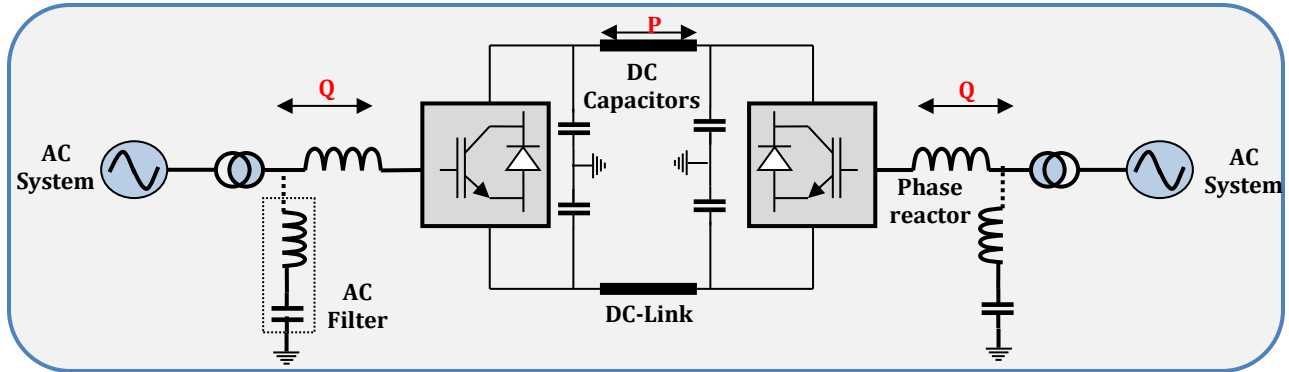 P
DC
Capacitors
Q
Q
AC
System
AC
System
Phase
reactor
AC
Filter
DC-Link